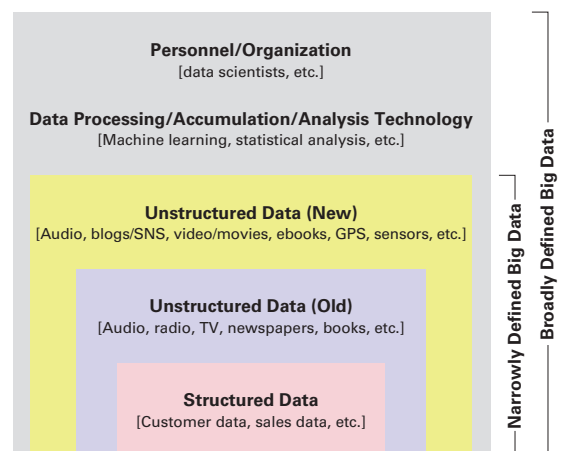 Personnel/Organization
[data scientists, etc.]
Data Processing/Accumulation/Analysis Technology
[Machine learning, statistical analysis, etc.]
Unstructured Data (New)
[Audio, blogs/SNS, video/movies, ebooks, GPS, sensors, etc.]
Unstructured Data (Old)
[Audio, radio, TV, newspapers, books, etc.]
Structured Data
[Customer data, sales data, etc.]
Narrowly Defined Big Data
Broadly Defined Big Data